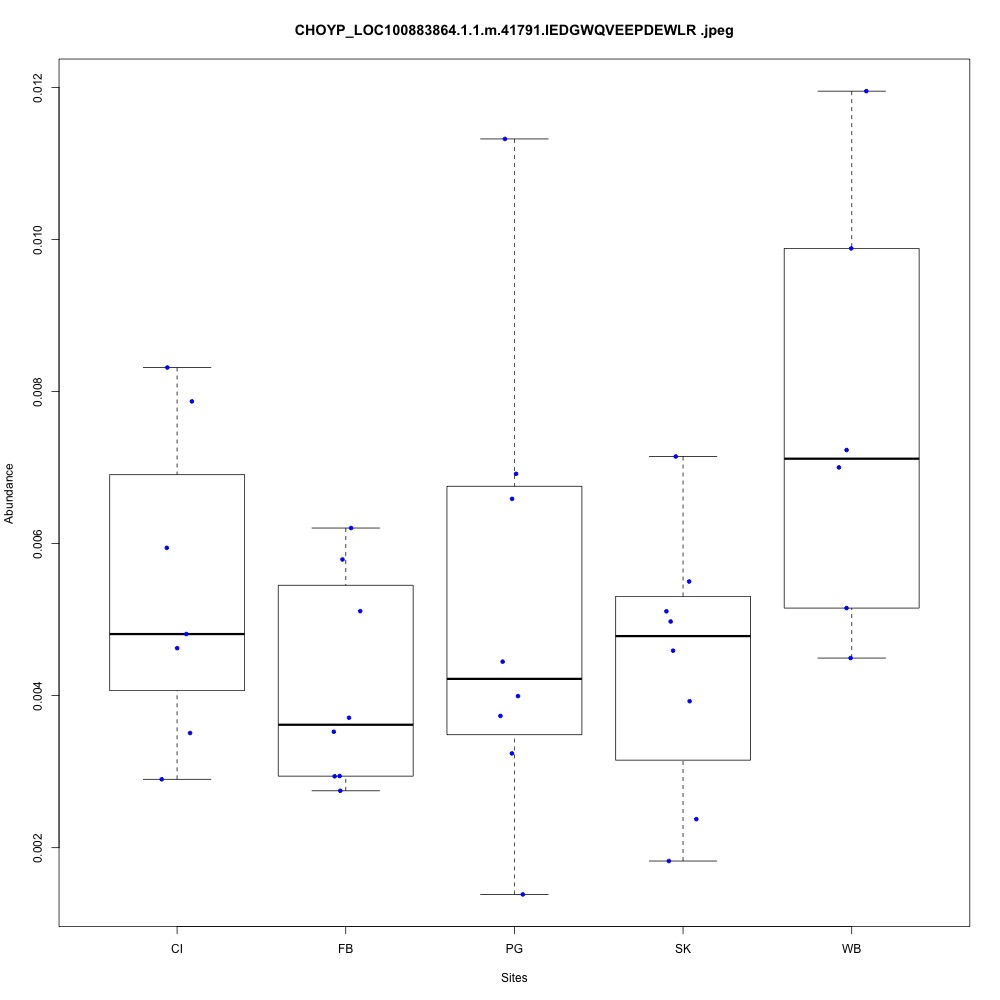 CHOYP_LOC100883864.1.1.m.41791.IEDGWQVEEPDEWLR .jpeg
0.012
0.010
0.008
0.006
0.004
0.002
Abundance
CI FB PG SK WB
Sites